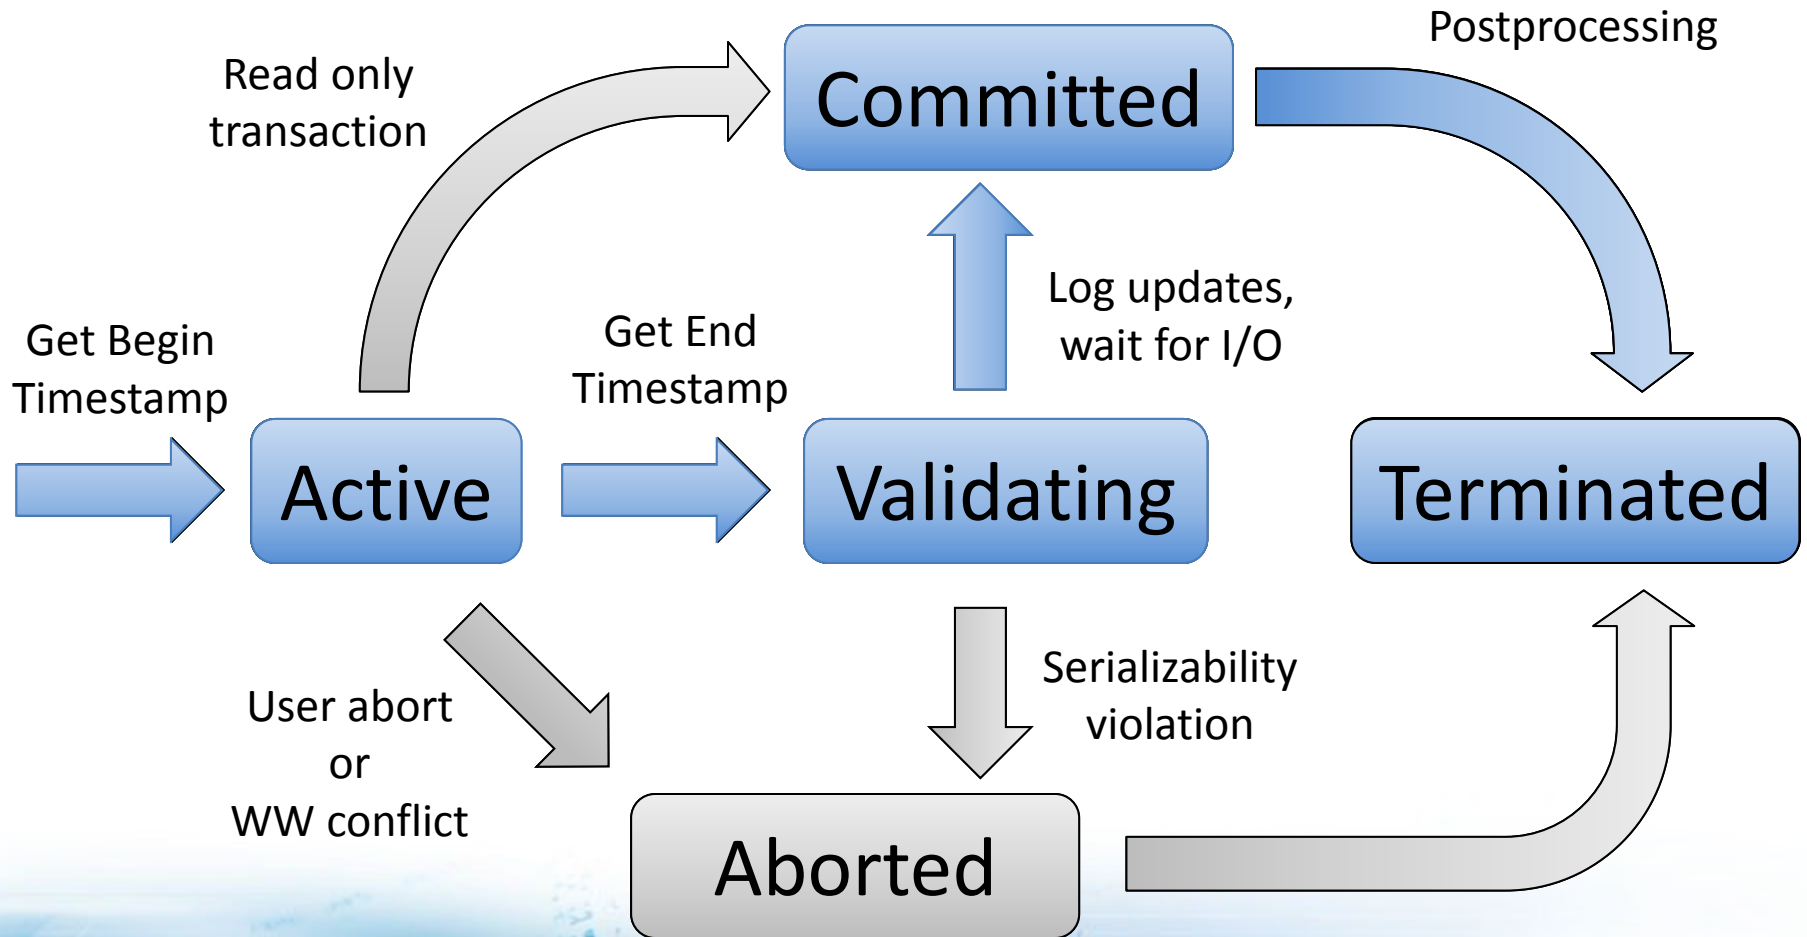 Postprocessing
Read only
transaction
Committed
Log updates,
wait for I/O
Get Begin
Timestamp
Get End
Timestamp
Active
Validating
Terminated
User abort
or
WW conflict
Serializability
violation
Aborted